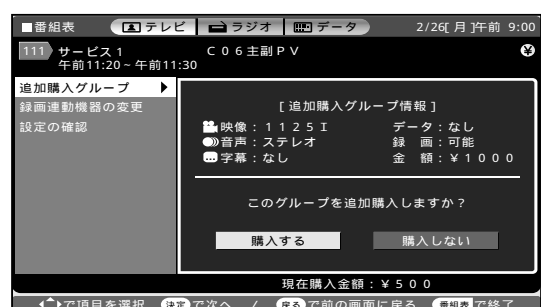 ■番組表 テレビ ラジオ データ 2/26[月]午前 9:00
111 サービス1 C06主副PV ¥
午前11:20~午前11:30
追加購入グループ ▶
録画連動機器の変更
設定の確認
[追加購入グループ情報]
映像:1125I データ:なし
音声:ステレオ 録 画:可能
字幕:なし 金 額:¥1000
このグループを追加購入しますか?
購入する 購入しない
現在購入金額:¥500
で項目を選択 決定で次へ / 戻るで前の画面に戻る 番組表で終了